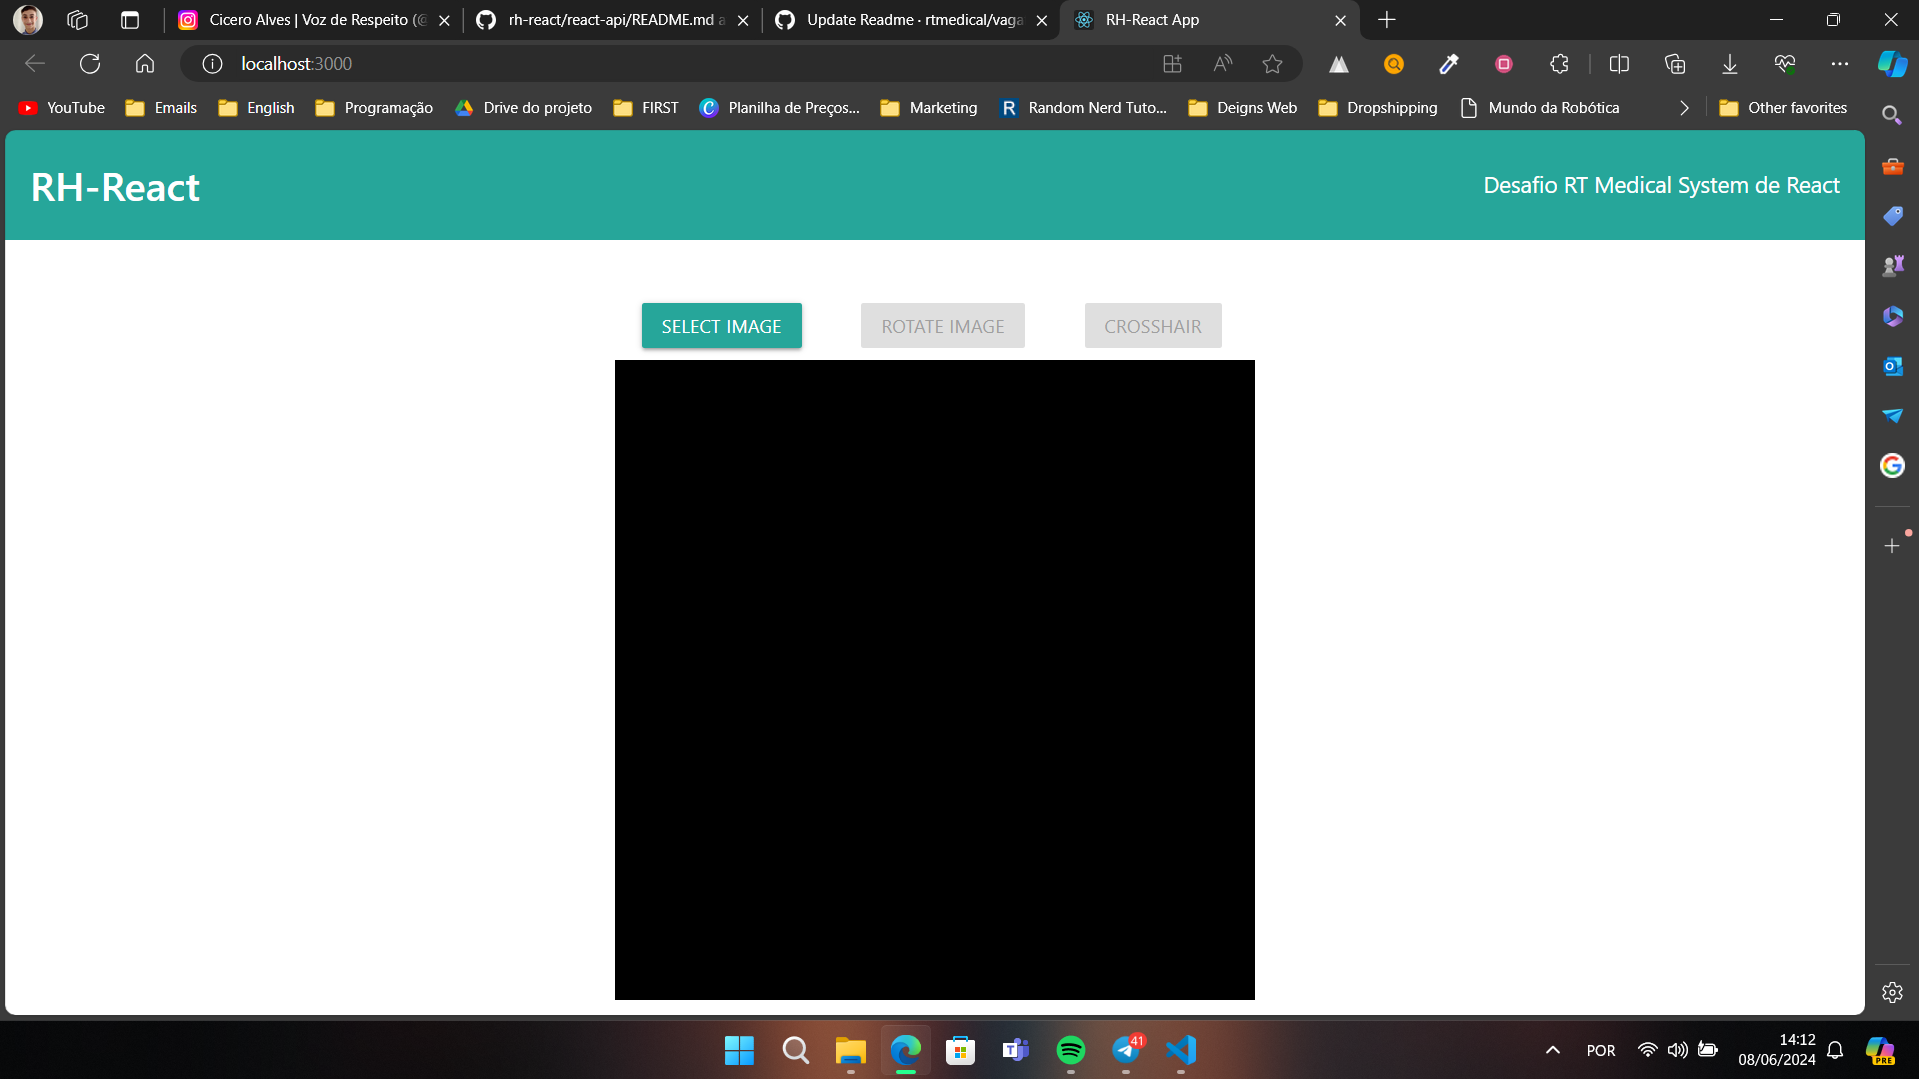 Cicero Alves | Voz de Respeito (@
rh-react/react-api/README.md a
Update Readme · rtmedical/vaga
RH-React App
localhost:3000
YouTube
Emails
English
Programação
Drive do projeto
FIRST
Planilha de Preços...
Marketing
R
Random Nerd Tuto...
Deigns Web
Dropshipping
Mundo da Robótica
Other favorites
RH-React
Desafio RT Medical System de React
SELECT IMAGE
ROTATE IMAGE
CROSSHAIR
41
POR
14:12
08/06/2024
PRE